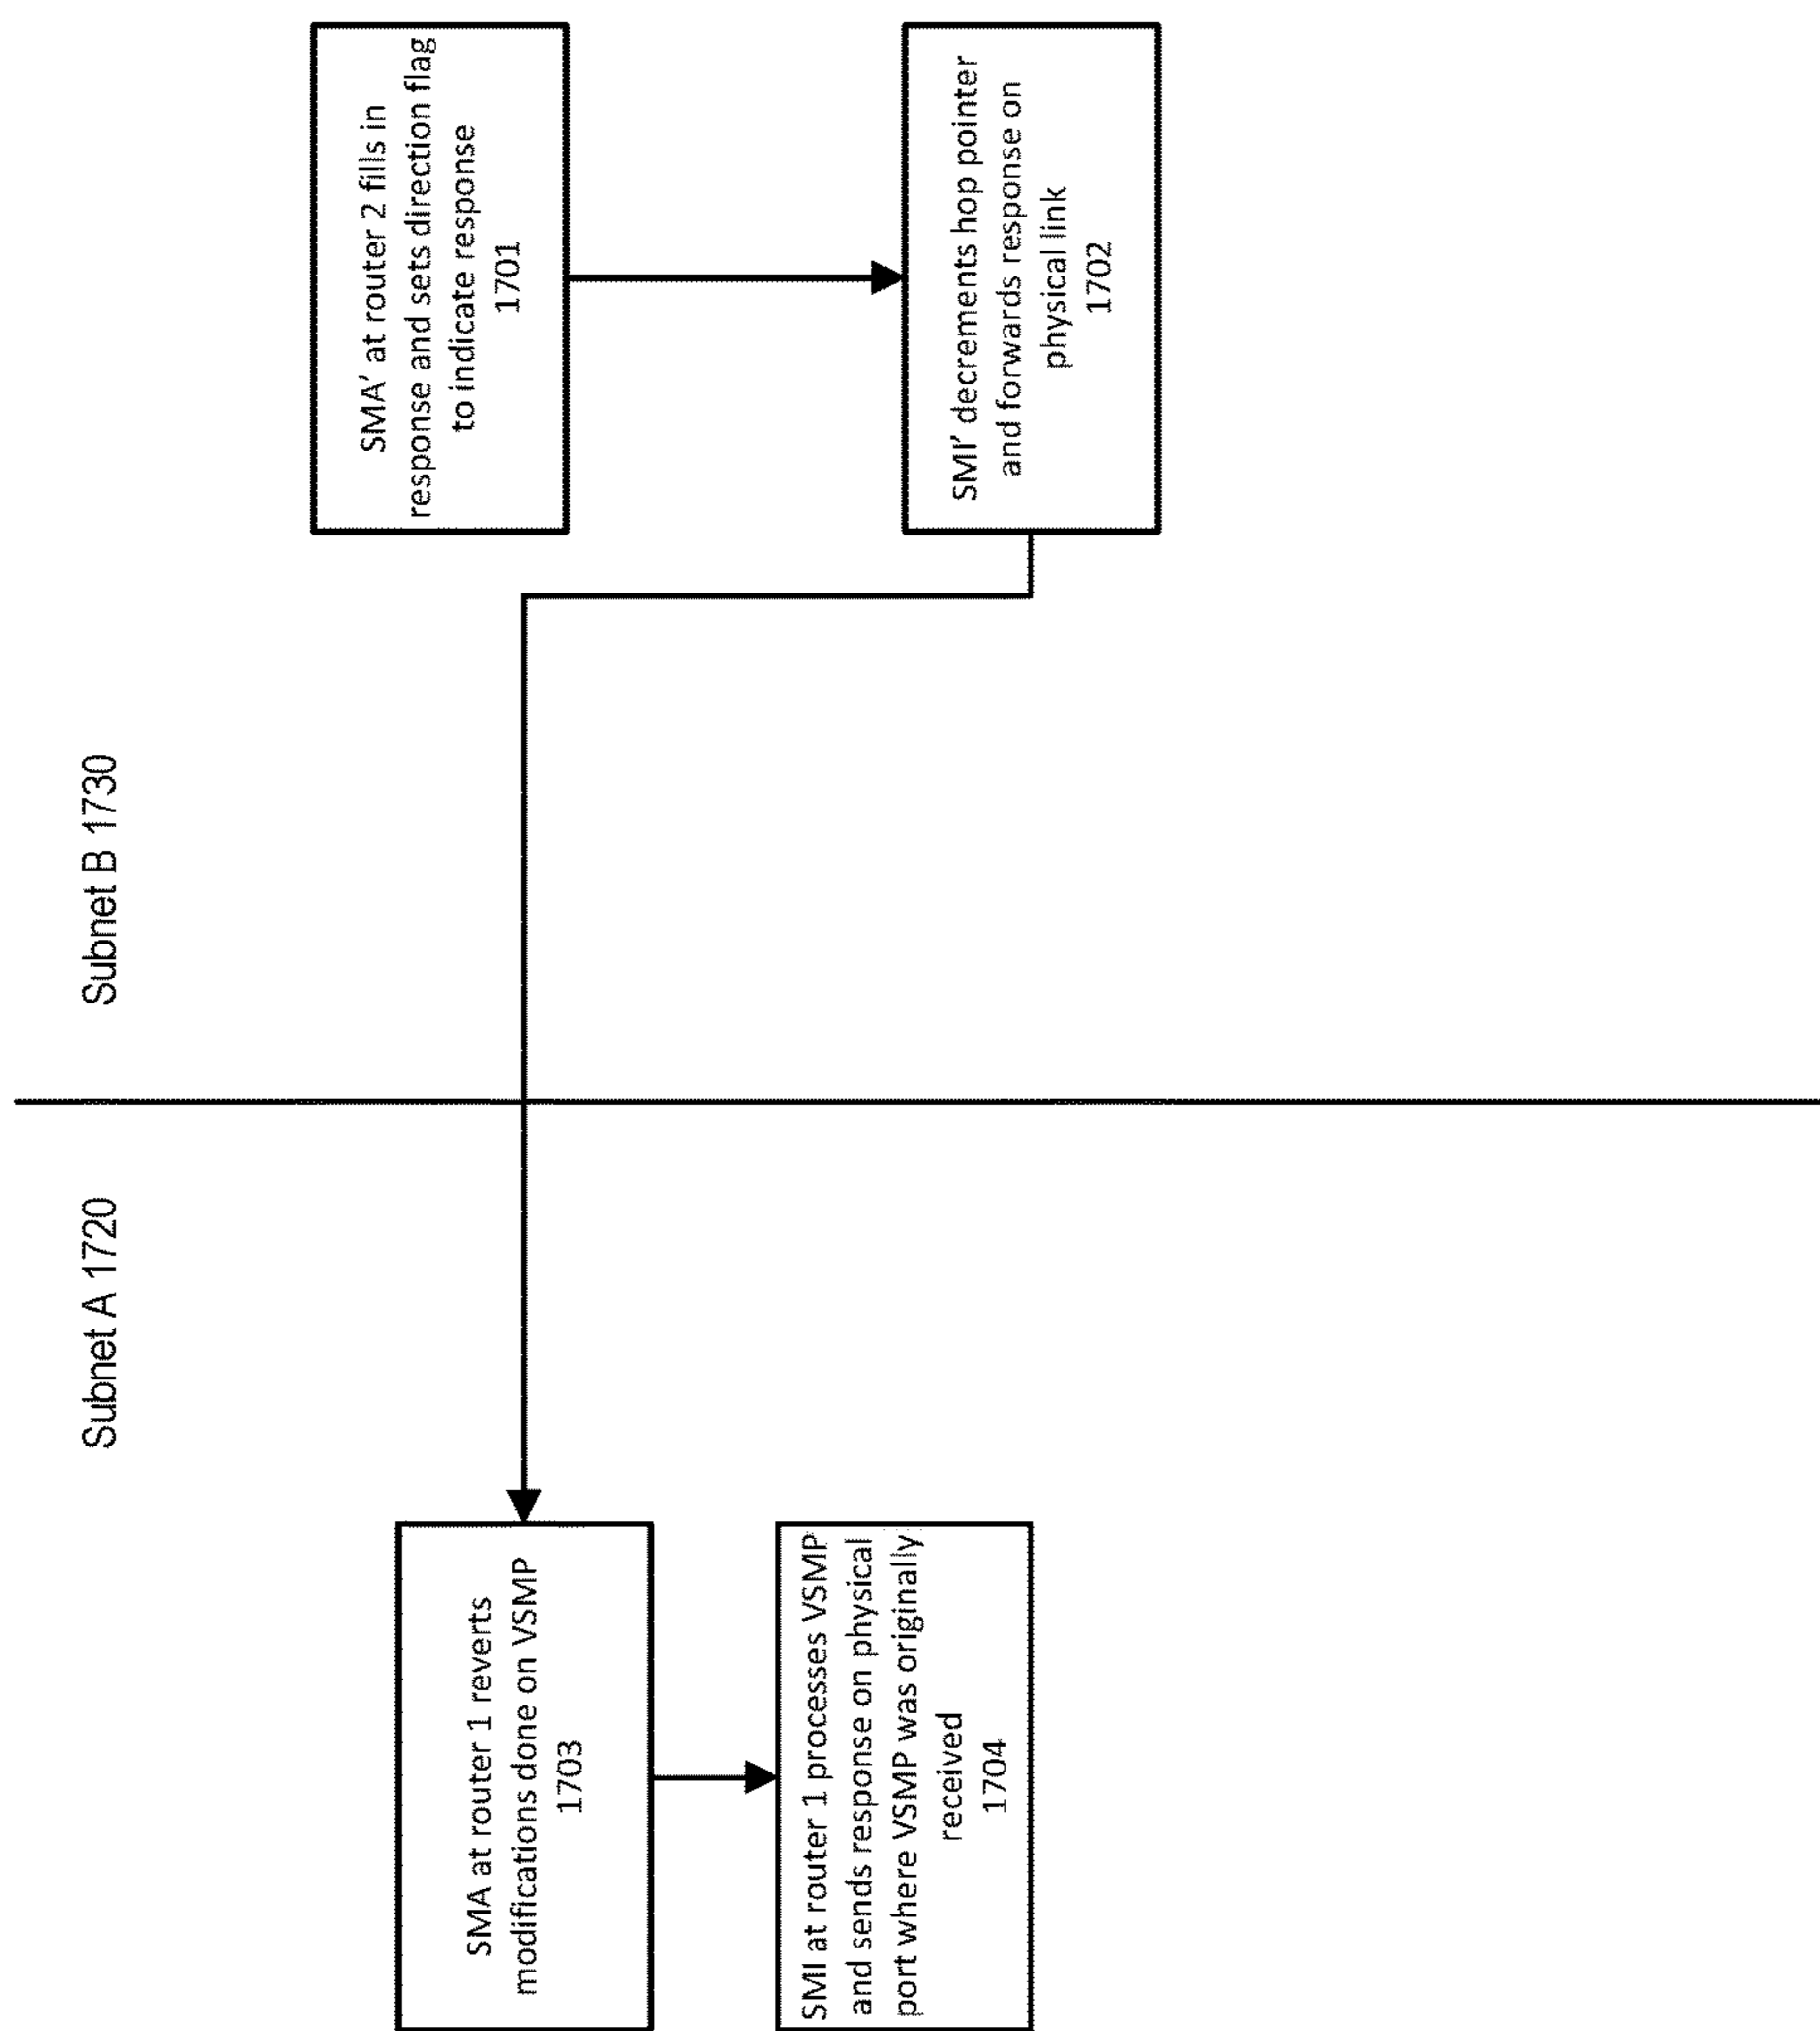 Subnet A 1720
Subnet B 1730
SMA' at router 2 fills in
response and sets direction flag
to indicate response
1701
SMI' decrements hop pointer
and forwards response on
physical link
1702
SMA at router 1 reverts
modifications done on VSMP
1703
SMI at router 1 processes VSMP
and sends response on physical
port where VSMP was originally
received
1704